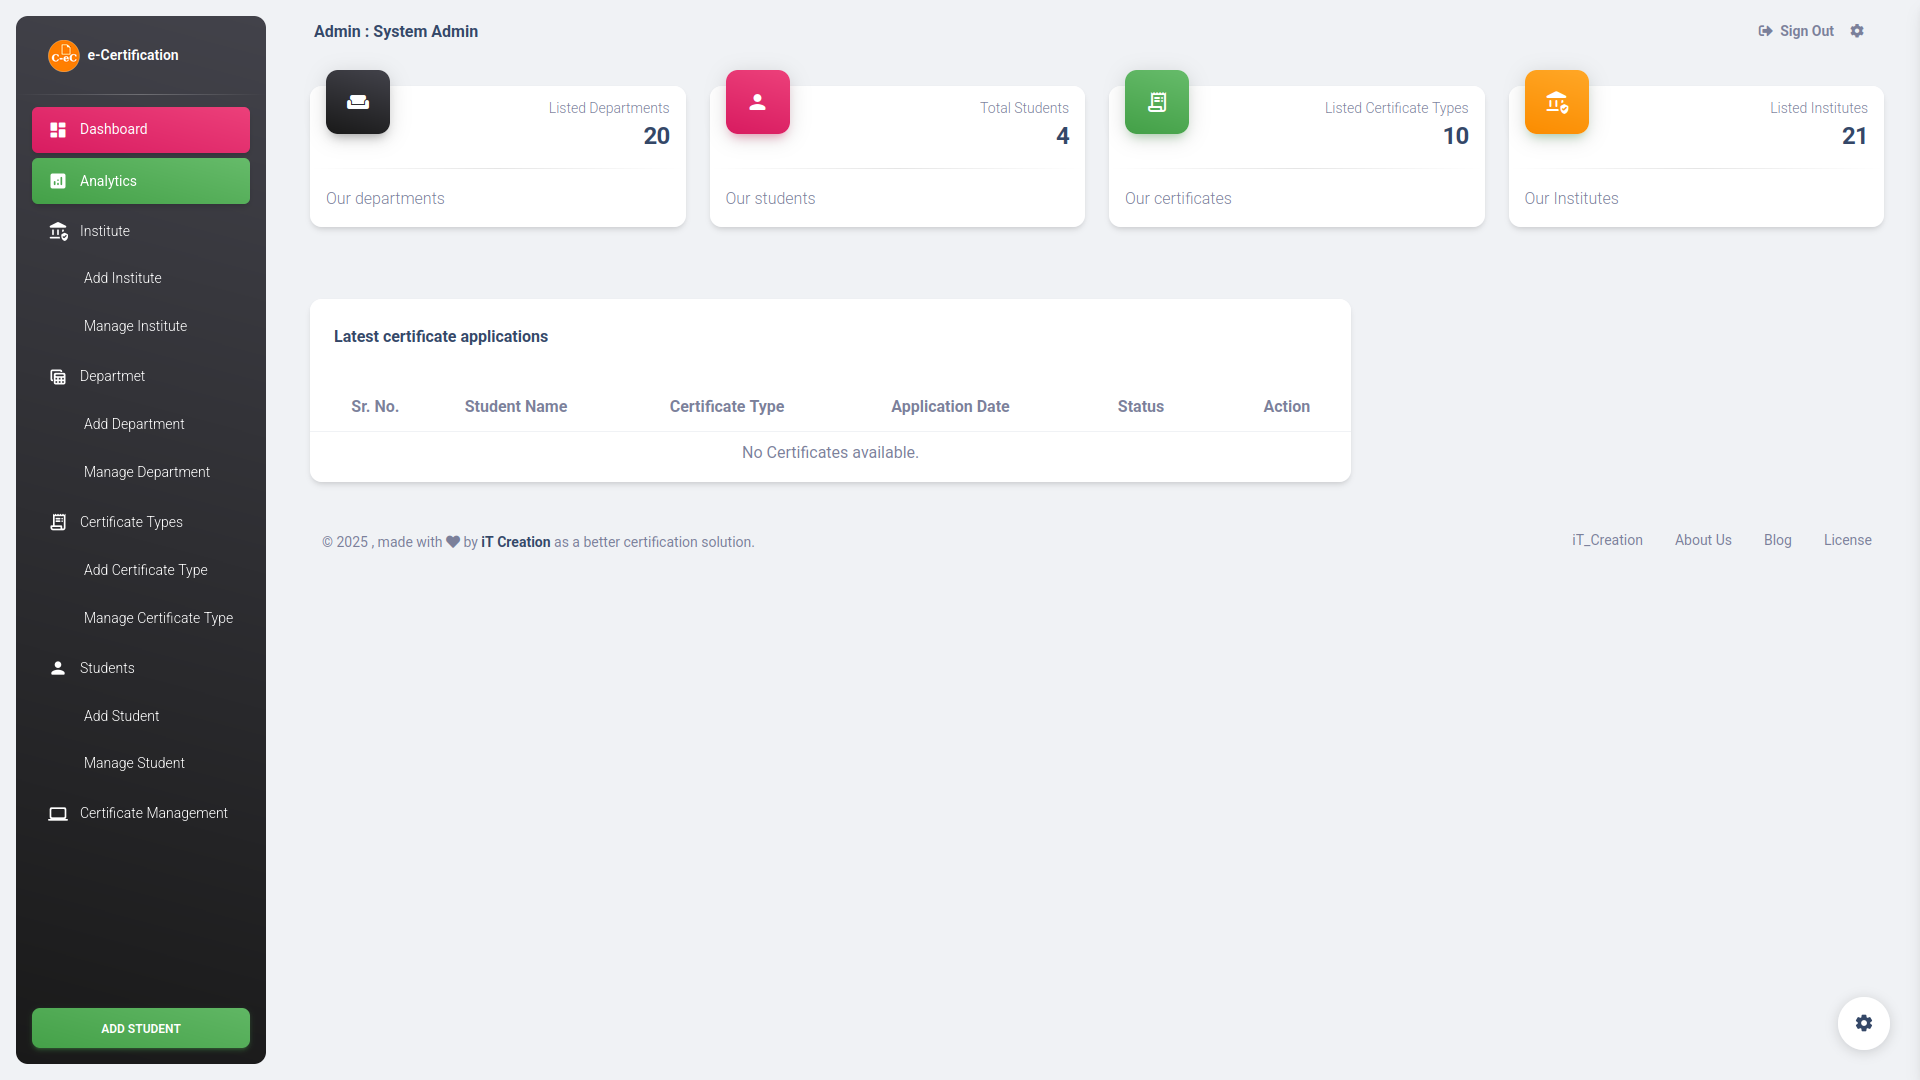 C-eC e-Certification
Dashboard
Analytics
Institute
Add Institute
Manage Institute
Departmet
Add Department
Manage Department
Certificate Types
Add Certificate Type
Manage Certificate Type
Students
Add Student
Manage Student
Certificate Management
ADD STUDENT
Admin : System Admin
Sign Out
Listed Departments
20
Our departments
Total Students
4
Our students
Listed Certificate Types
10
Our certificates
Listed Institutes
21
Our Institutes
Latest certificate applications
Sr. No. Student Name Certificate Type Application Date Status Action
No Certificates available.
© 2025 , made with by iT Creation as a better certification solution.
iT_Creation About Us Blog License